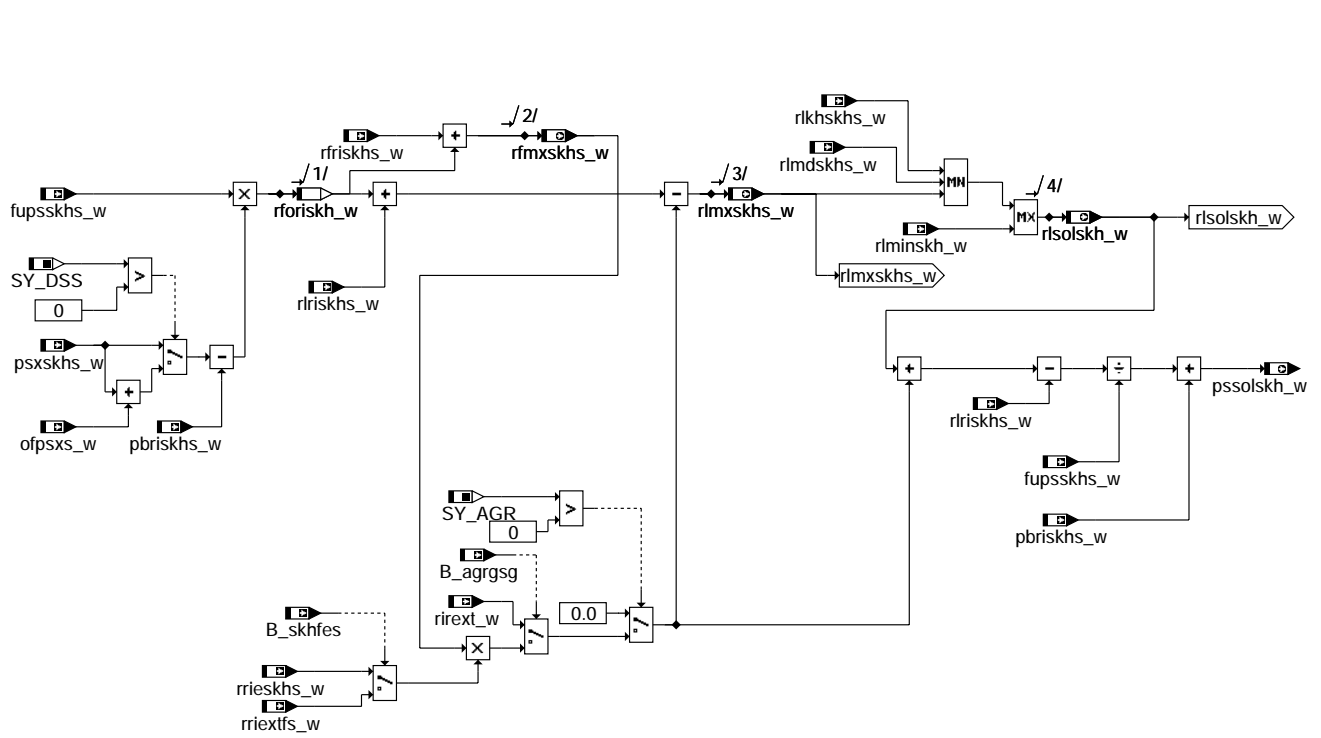 rlkhskhs_w
2/
rfriskhs_w
+
rfmxskhs_w
rlmdskhs_w
1/
3/
MN
4/
fupsskhs_w
X
rforiskh_w
+
-
rlmxskhs_w
MX
rlsolskh_w
rlsolskh_w
rlminskh_w
SY_DSS
>
0
rlriskhs_w
rlmxskhs_w
psxskhs_w
-
+
ofpsxs_w
pbriskhs_w
+
-
÷
+
pssolskh_w
rlriskhs_w
fupsskhs_w
pbriskhs_w
SY_AGR
>
0
B_agrgsg
rirext_w
0.0
B_skhfes
X
rrieskhs_w
rriextfs_w